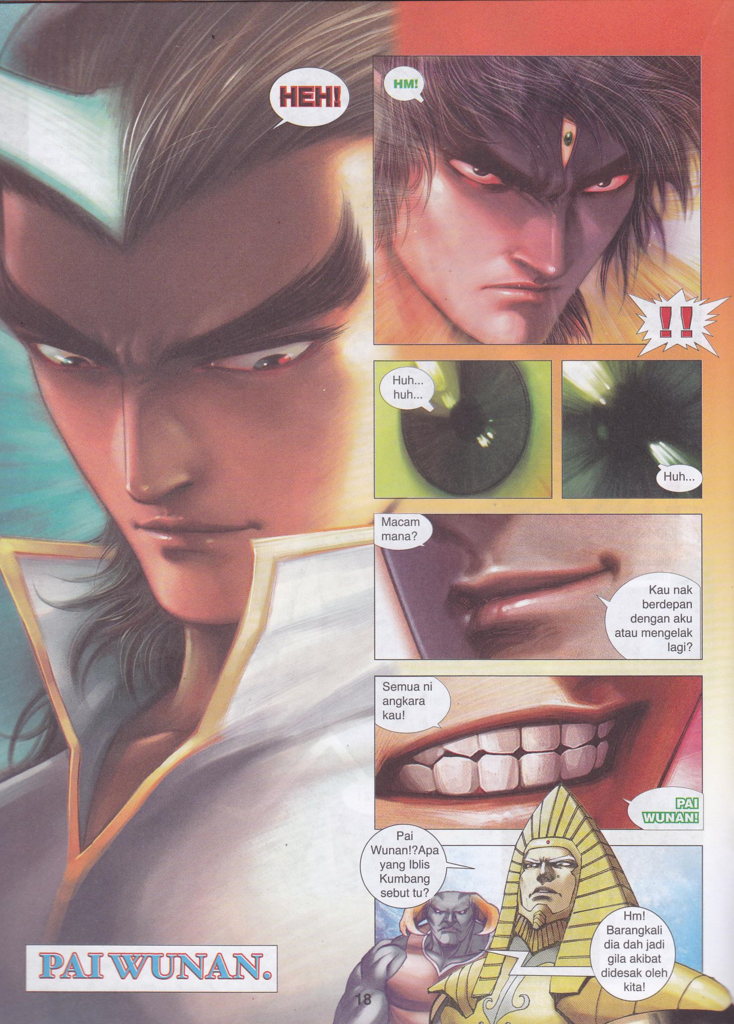 HEH!
HM!
!!
Huh...
huh...
Huh...
Macam
mana?
Kau nak
berdepan
dengan aku
atau mengelak
lagi?
Semua ni
angkara
kau!
PAI
WUNAN!
Pai
Wunan!?Apa
yang Iblis
Kumbang
sebut tu?
Hm!
Barangkali
dia dah jadi
gila akibat
didesak oleh
kita!
PAI WUNAN.
18